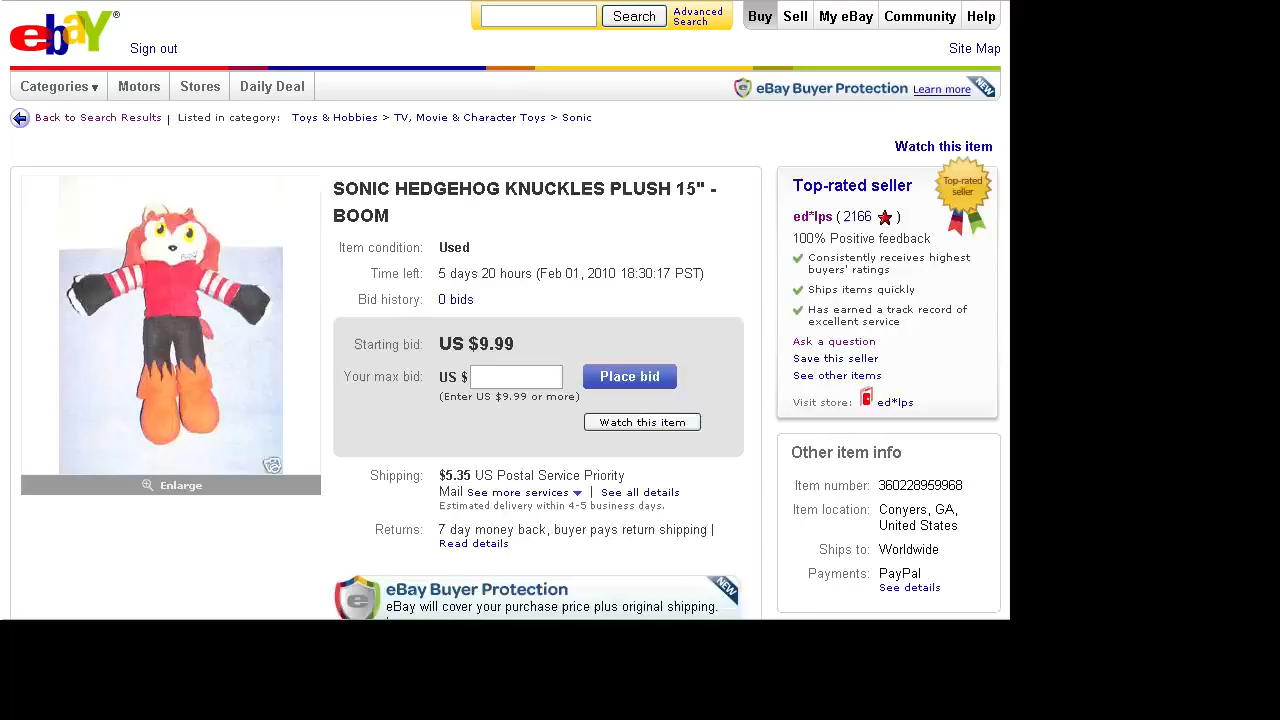 ebaY®
Search
Advanced
Search
Buy
Sell
My eBay
Community
Help
Sign out
Site Map
Categories ▾
Motors
Stores
Daily Deal
eBay Buyer Protection Learn more NEW
Back to Search Results | Listed in category: Toys & Hobbies > TV, Movie & Character Toys > Sonic
Watch this item
SONIC HEDGEHOG KNUCKLES PLUSH 15" -
BOOM
Item condition: Used
Time left: 5 days 20 hours (Feb 01, 2010 18:30:17 PST)
Bid history: 0 bids
Starting bid: US $9.99
Your max bid: US $
Place bid
(Enter US $9.99 or more)
Watch this item
Enlarge
Shipping: $5.35 US Postal Service Priority
Mail See more services | See all details
Estimated delivery within 4-5 business days.
Returns: 7 day money back, buyer pays return shipping |
Read details
eBay Buyer Protection NEW
eBay will cover your purchase price plus original shipping.
Top-rated seller
Top-rated
seller
ed*lps ( 2166 )
100% Positive feedback
Consistently receives highest
buyers' ratings
Ships items quickly
Has earned a track record of
excellent service
Ask a question
Save this seller
See other items
Visit store: ed*lps
Other item info
Item number: 360228959968
Item location: Conyers, GA,
United States
Ships to: Worldwide
Payments: PayPal
See details